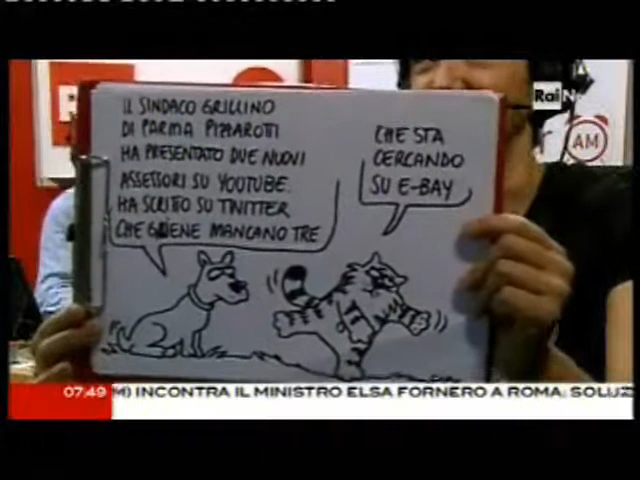 Rai N
AM
IL SINDACO GRILLINO
DI PARMA PIZZAROTTI
HA PRESENTATO DUE NUOVI
ASSESSORI SU YOUTUBE.
HA SCRITTO SU TWITTER
CHE GLIENE MANCANO TRE
CHE STA
CERCANDO
SU E-BAY
07:49 M) INCONTRA IL MINISTRO ELSA FORNERO A ROMA: SOLUZ